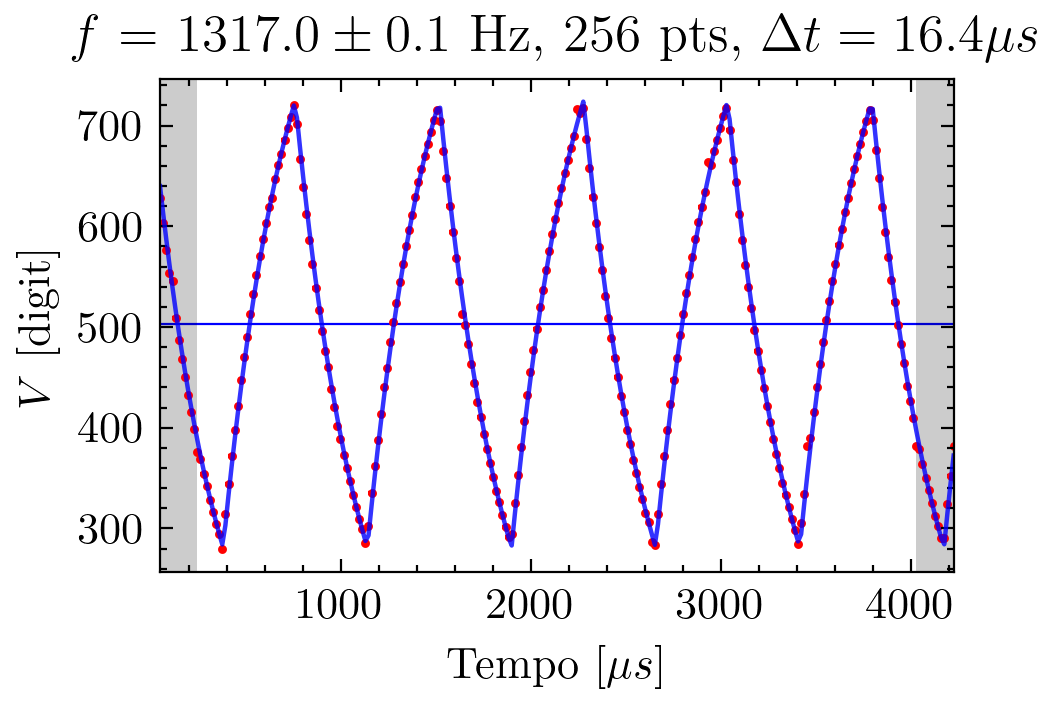 f = 1317.0 ± 0.1 Hz, 256 pts, Δt = 16.4μs
700
600
500
400
300
V [digit]
1000 2000 3000 4000
Tempo [μs]